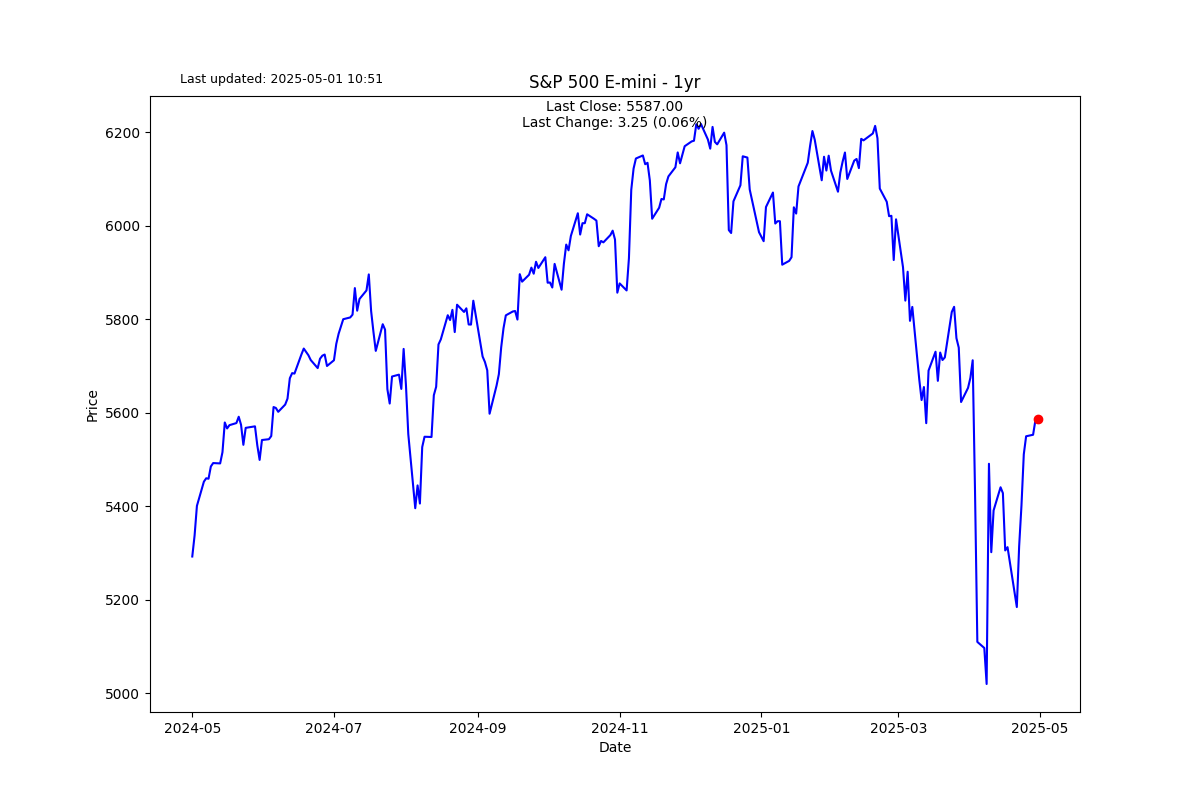 Last updated: 2025-05-01 10:51
S&P 500 E-mini - 1yr
Last Close: 5587.00
Last Change: 3.25 (0.06%)
6200
6000
5800
5600
5400
5200
5000
Price
2024-05 2024-07 2024-09 2024-11 2025-01 2025-03 2025-05
Date